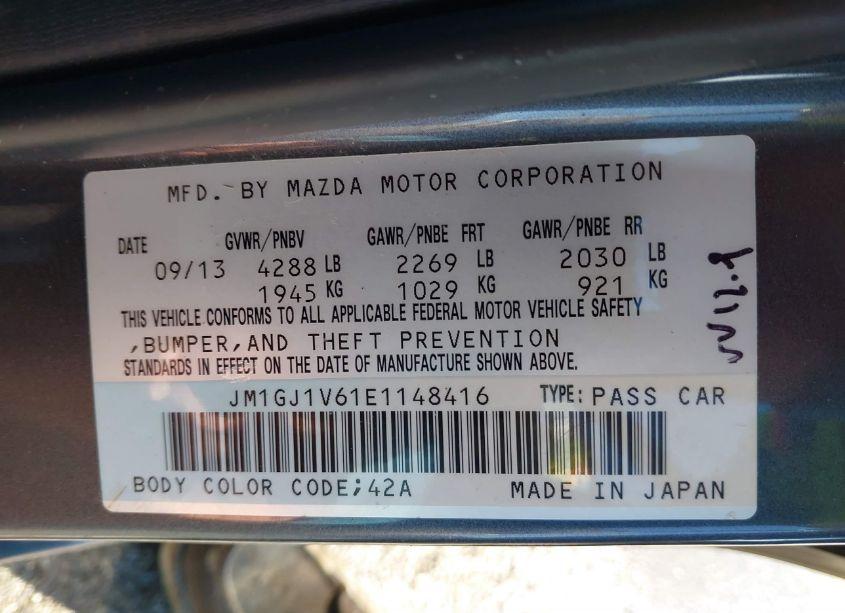 MFD. BY MAZDA MOTOR CORPORATION
DATE GVWR/PNBV GAWR/PNBE FRT GAWR/PNBE RR
09/13 4288 LB 2269 LB 2030 LB
1945 KG 1029 KG 921 KG
THIS VEHICLE CONFORMS TO ALL APPLICABLE FEDERAL MOTOR VEHICLE SAFETY
,BUMPER,AND THEFT PREVENTION
STANDARDS IN EFFECT ON THE DATE OF MANUFACTURE SHOWN ABOVE.
JM1GJ1V61E1148416 TYPE: PASS CAR
BODY COLOR CODE;42A MADE IN JAPAN